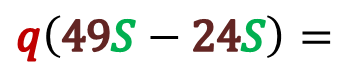 q(49S − 24S) =